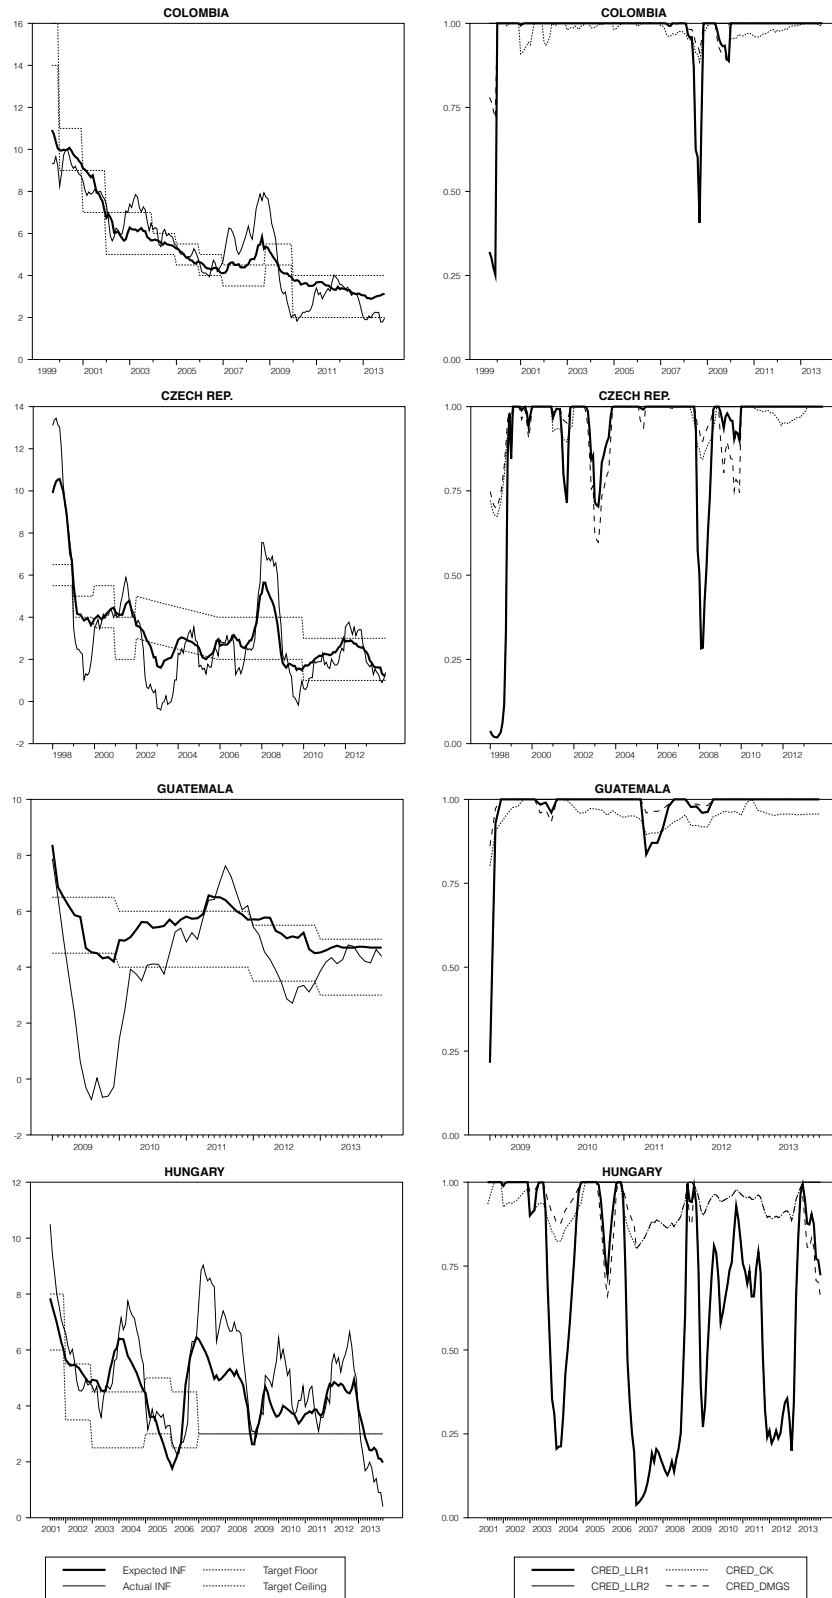 COLOMBIA
16
14
12
10
8
6
4
2
0
1999 2001 2003 2005 2007 2009 2011 2013
COLOMBIA
1.00
0.75
0.50
0.25
0.00
1999 2001 2003 2005 2007 2009 2011 2013
CZECH REP.
14
12
10
8
6
4
2
0
-2
1998 2000 2002 2004 2006 2008 2010 2012
CZECH REP.
1.00
0.75
0.50
0.25
0.00
1998 2000 2002 2004 2006 2008 2010 2012
GUATEMALA
10
8
6
4
2
0
-2
2009 2010 2011 2012 2013
GUATEMALA
1.00
0.75
0.50
0.25
0.00
2009 2010 2011 2012 2013
HUNGARY
12
10
8
6
4
2
0
2001 2002 2003 2004 2005 2006 2007 2008 2009 2010 2011 2012 2013
HUNGARY
1.00
0.75
0.50
0.25
0.00
2001 2002 2003 2004 2005 2006 2007 2008 2009 2010 2011 2012 2013
Expected INF Target Floor
Actual INF Target Ceiling
CRED_LLR1 CRED_CK
CRED_LLR2 CRED_DMGS